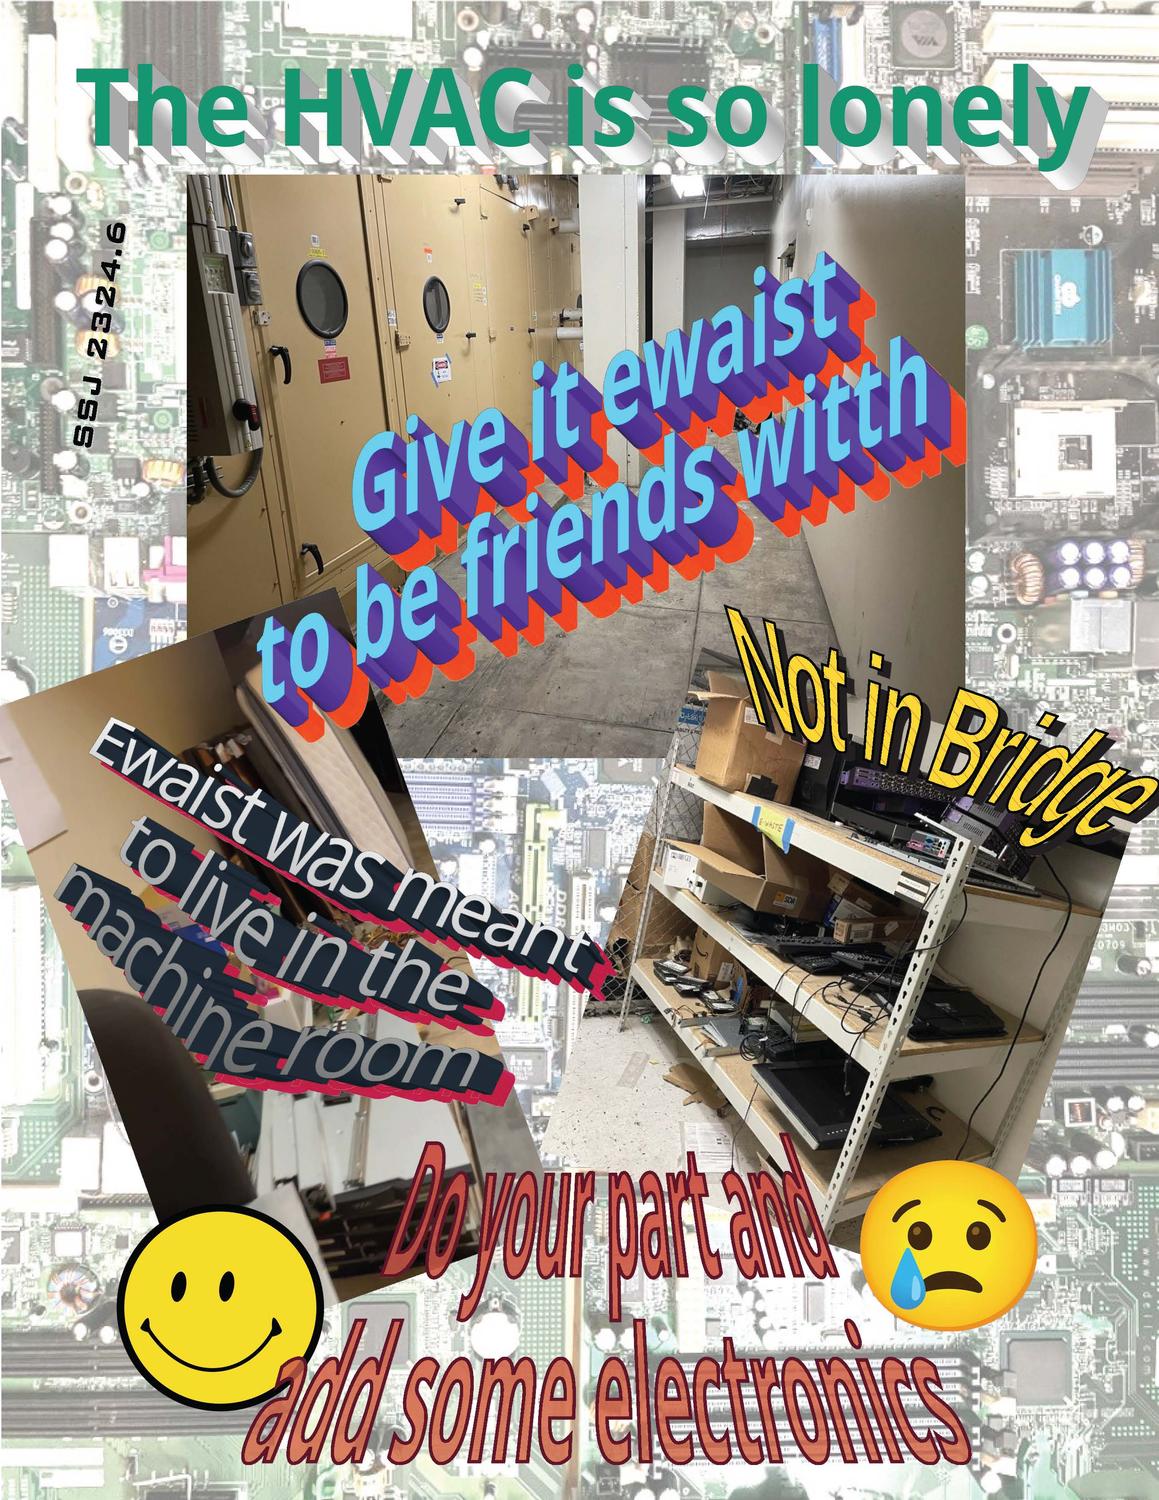 The HVAC is so lonely
SSJ 2324.6
Give it ewaist
to be friends witth
Not in Bridge
Ewaist was meant
to live in the
machine room
E-WASTE
Do your part and
add some electronics